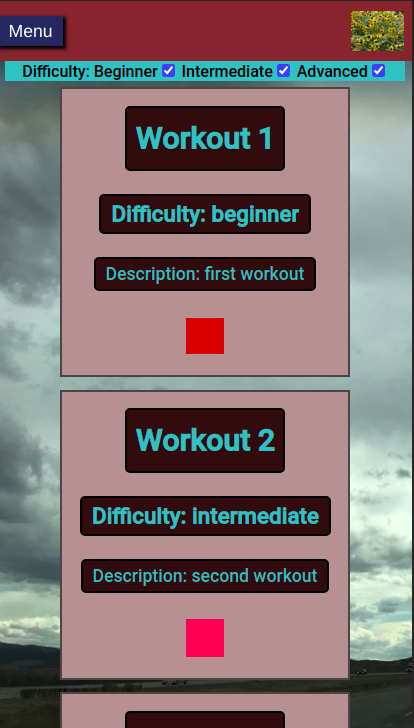 Menu
Difficulty: Beginner Intermediate Advanced
Workout 1
Difficulty: beginner
Description: first workout
Workout 2
Difficulty: intermediate
Description: second workout